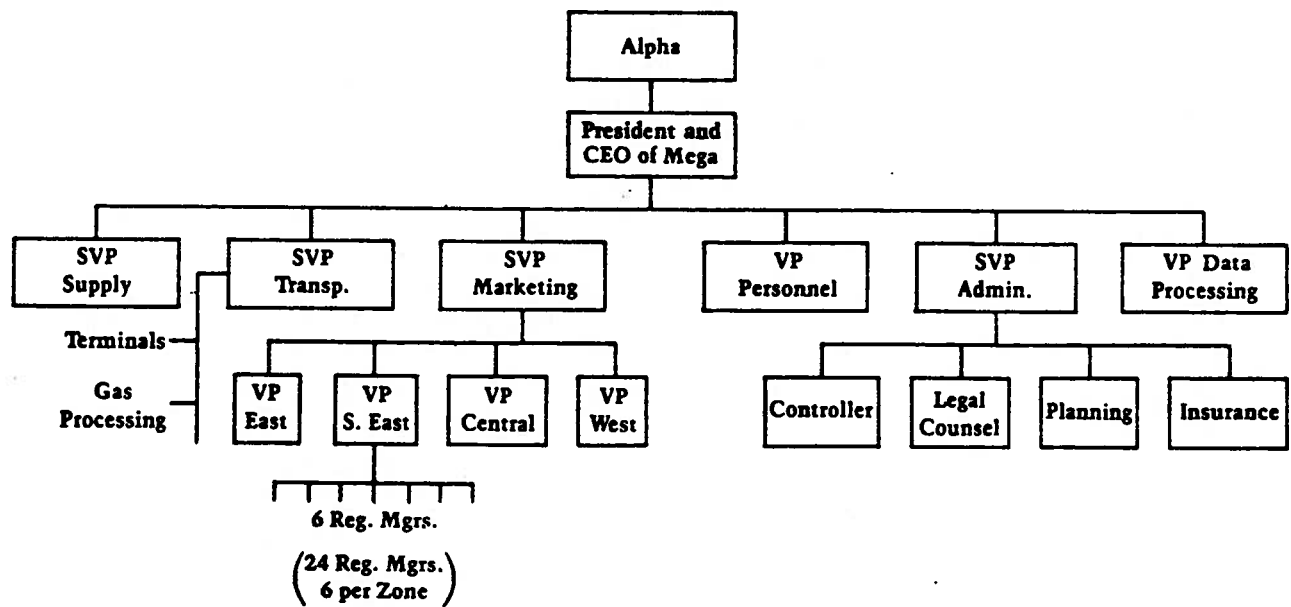 Alpha
President and
CEO of Mega
SVP
Supply
SVP
Transp.
SVP
Marketing
VP
Personnel
SVP
Admin.
VP Data
Processing
Terminals
Gas
Processing
VP
East
VP
S. East
VP
Central
VP
West
Controller
Legal
Counsel
Planning
Insurance
6 Reg. Mgrs.
(24 Reg. Mgrs.
6 per Zone)